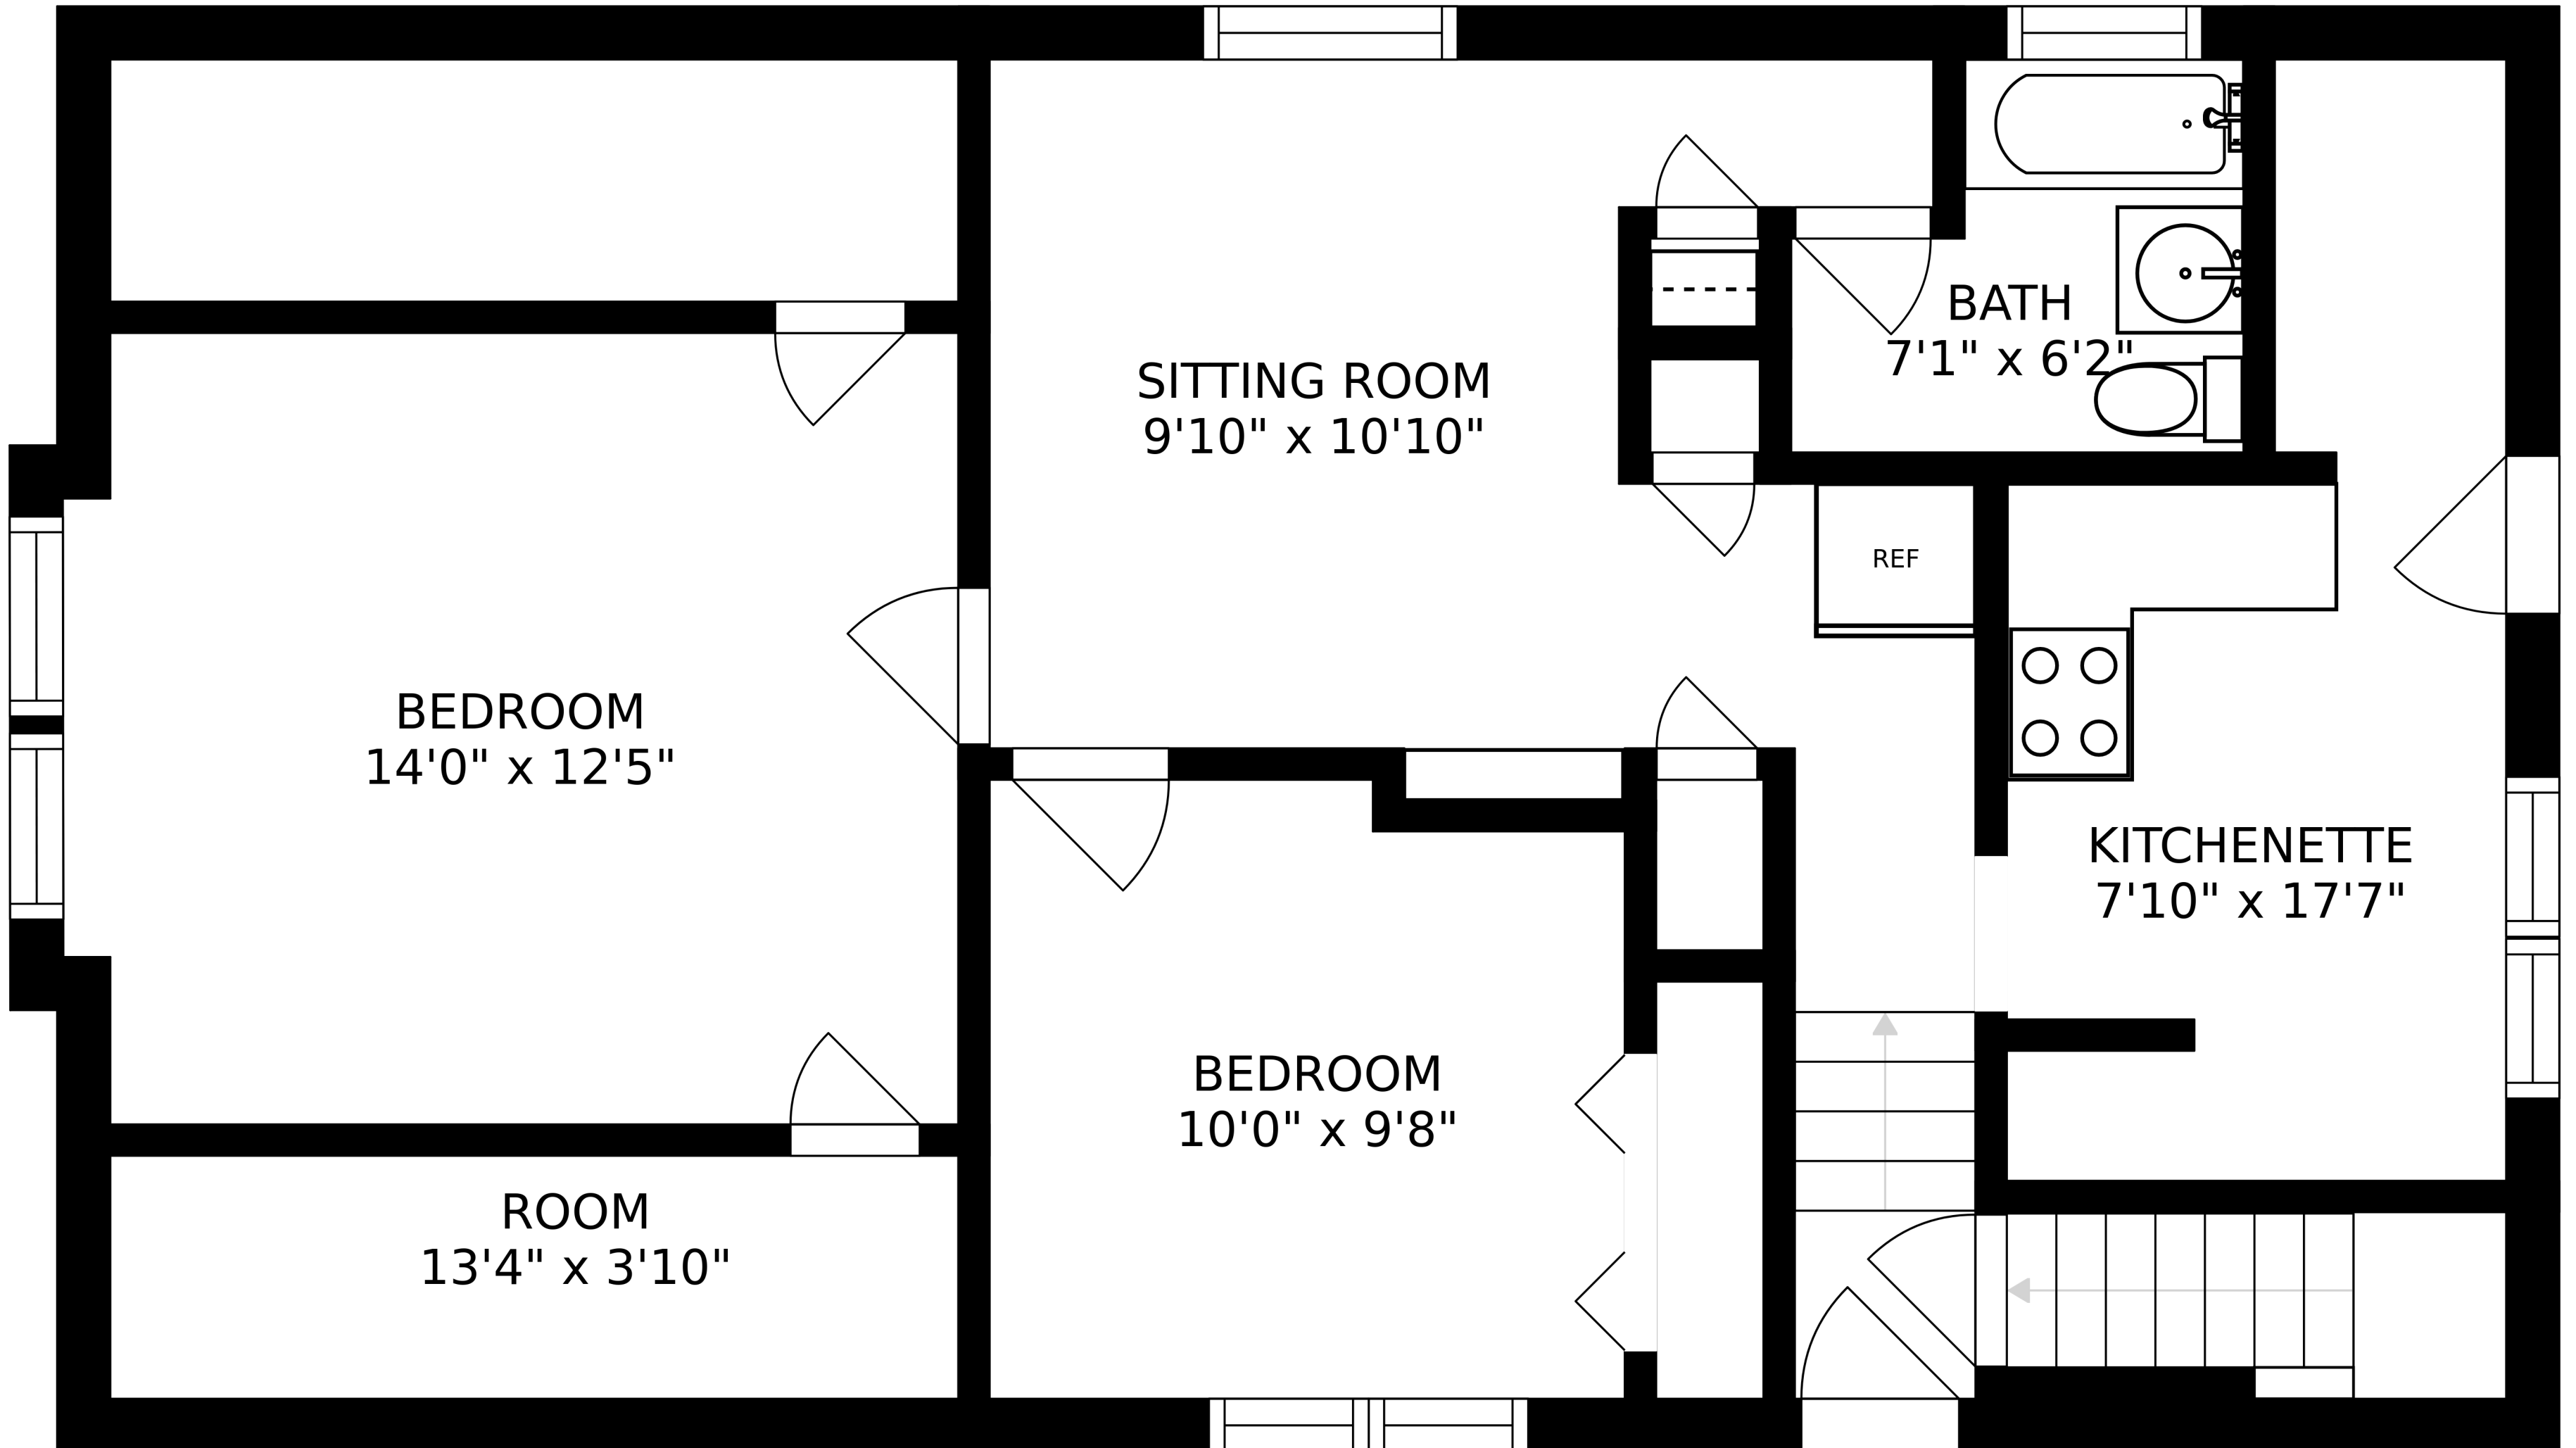 BATH
7'1" x 6'2"
SITTING ROOM
9'10" x 10'10"
REF
BEDROOM
14'0" x 12'5"
KITCHENETTE
7'10" x 17'7"
BEDROOM
10'0" x 9'8"
ROOM
13'4" x 3'10"